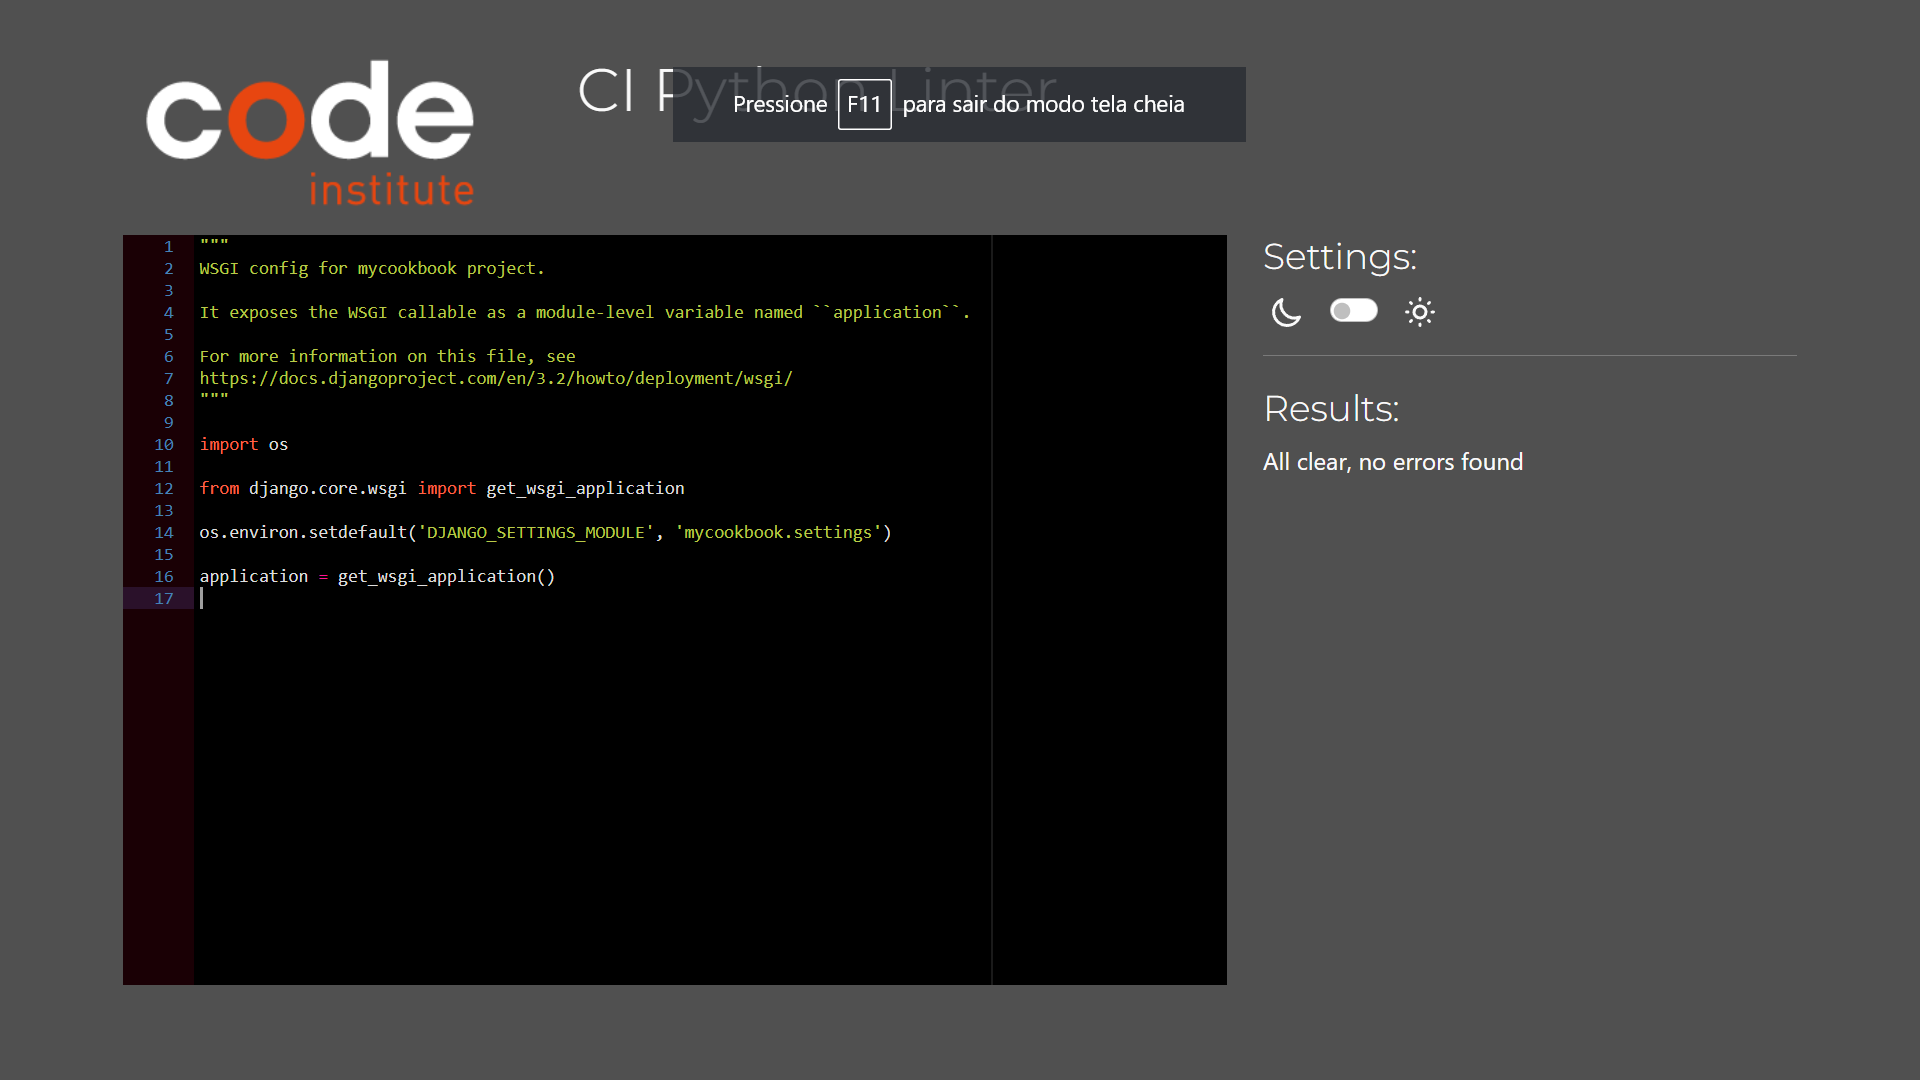 code
institute
CI Python Linter
Pressione F11 para sair do modo tela cheia
1 """
2 WSGI config for mycookbook project.
3
4 It exposes the WSGI callable as a module-level variable named ``application``.
5
6 For more information on this file, see
7 https://docs.djangoproject.com/en/3.2/howto/deployment/wsgi/
8 """
9
10 import os
11
12 from django.core.wsgi import get_wsgi_application
13
14 os.environ.setdefault('DJANGO_SETTINGS_MODULE', 'mycookbook.settings')
15
16 application = get_wsgi_application()
17
Settings:
Results:
All clear, no errors found